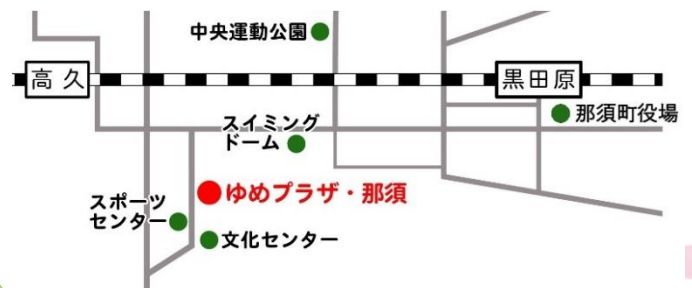 中央運動公園
高久
黒田原
那須町役場
スイミング
ドーム
ゆめプラザ・那須
スポーツ
センター
文化センター